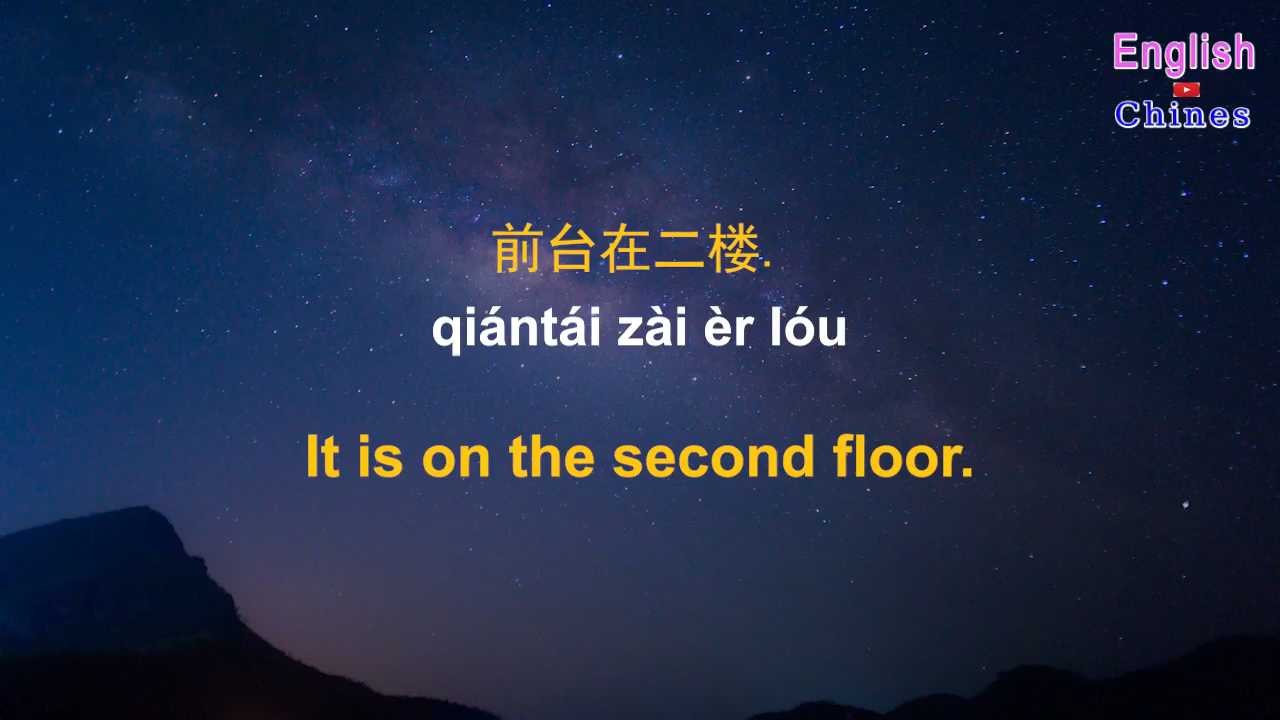 English
Chines
前台在二楼.
qiántái zài èr lóu
It is on the second floor.